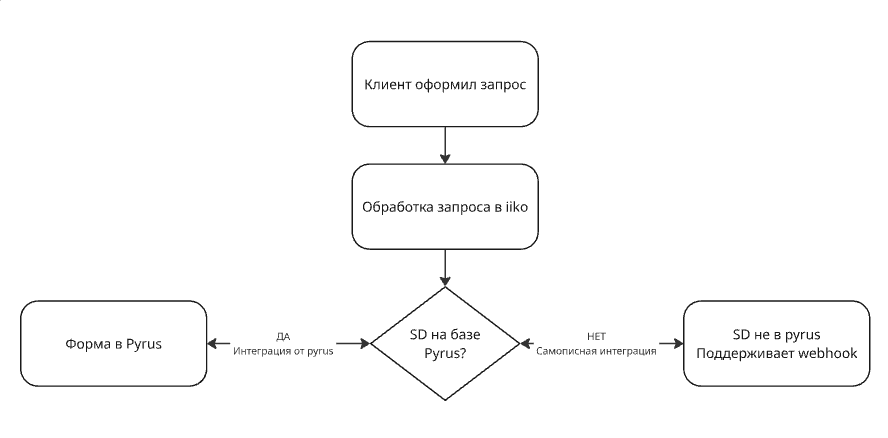 Клиент оформил запрос
Обработка запроса в iiko
Форма в Pyrus
ДА
Интеграция от pyrus
SD на базе
Pyrus?
НЕТ
Самописная интеграция
SD не в pyrus
Поддерживает webhook